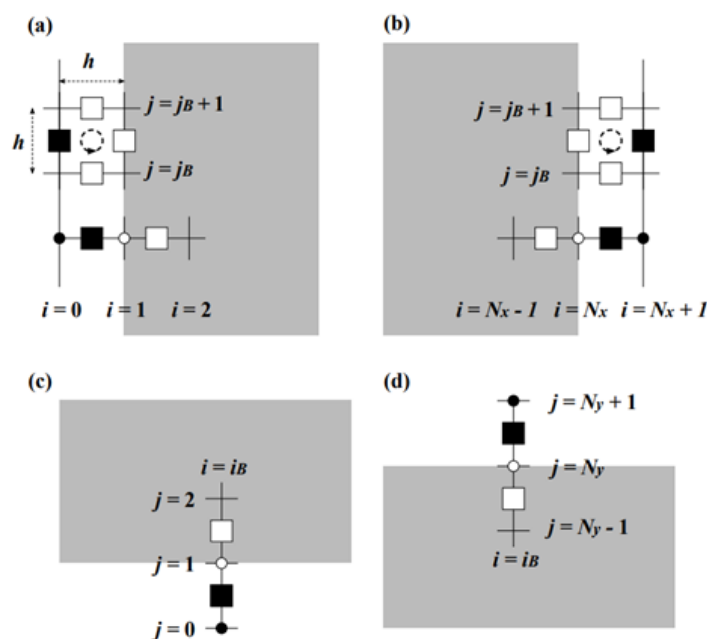 (a)
h
j = jB + 1
h
j = jB
i = 0
i = 1
i = 2
(b)
j = jB + 1
j = jB
i = Nx - 1
i = Nx
i = Nx + 1
(c)
i = iB
j = 2
j = 1
j = 0
(d)
j = Ny + 1
j = Ny
j = Ny - 1
i = iB